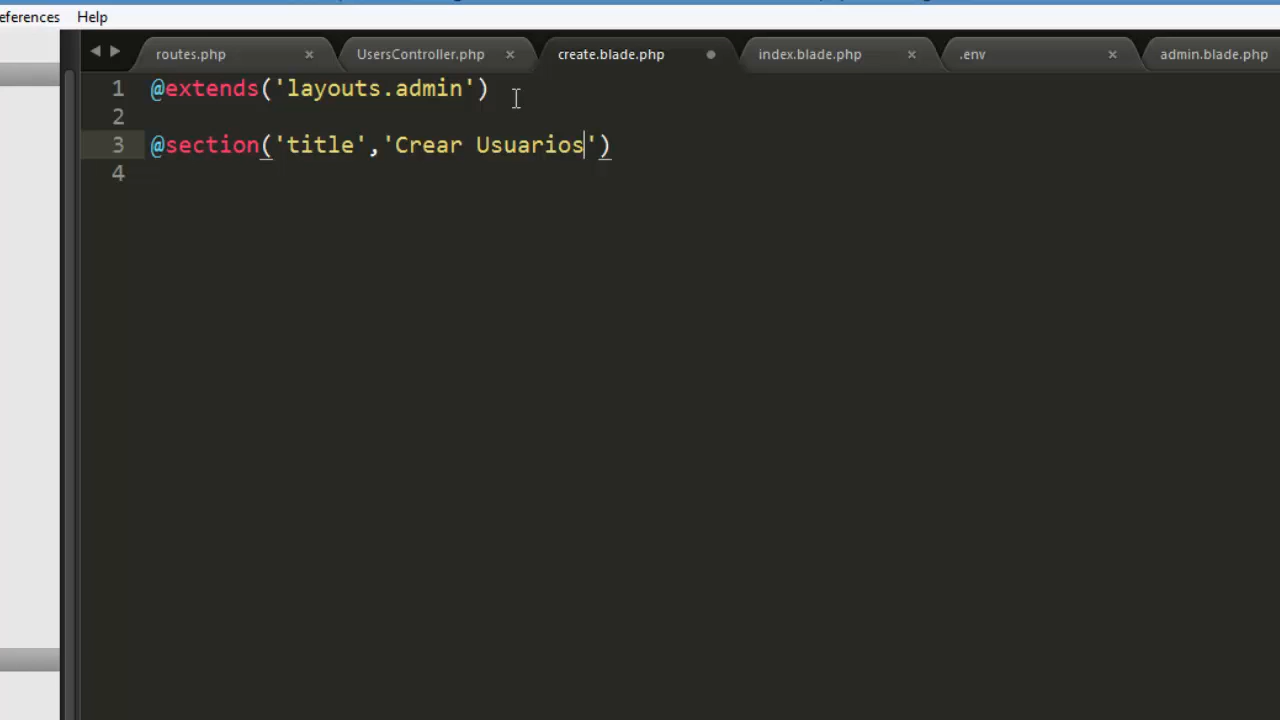 eferences Help
routes.php × UsersController.php × create.blade.php index.blade.php × .env × admin.blade.php
1 @extends('layouts.admin')
2
3 @section('title','Crear Usuarios')
4